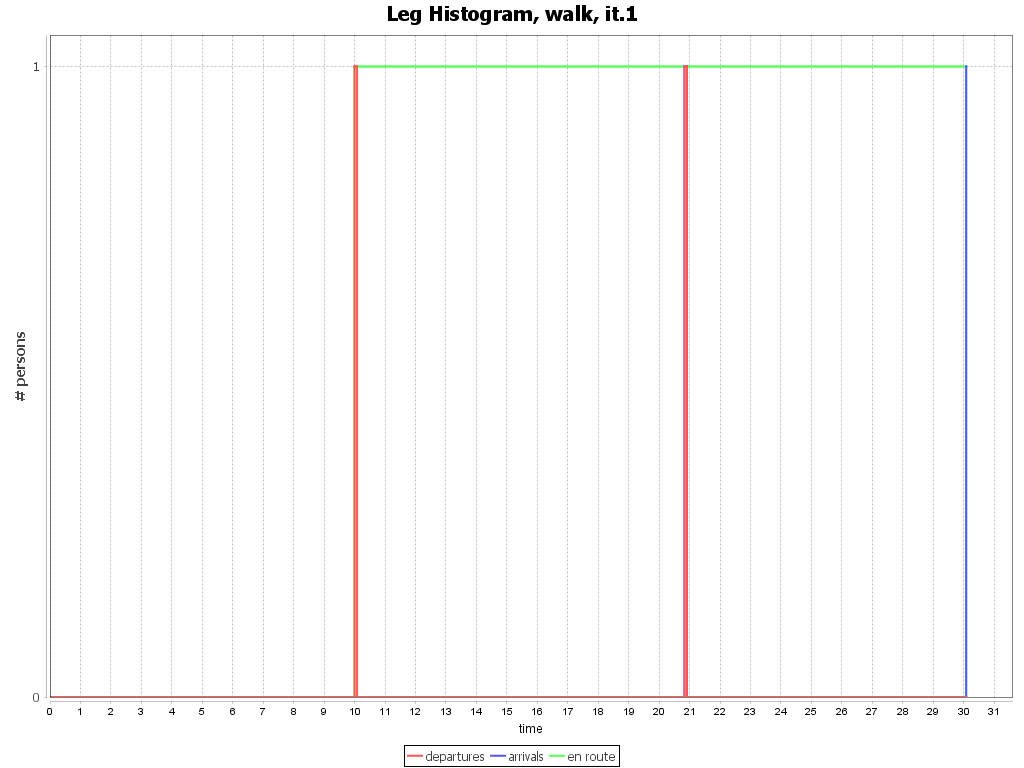 Leg Histogram, walk, it.1
1
# persons
0
0 1 2 3 4 5 6 7 8 9 10 11 12 13 14 15 16 17 18 19 20 21 22 23 24 25 26 27 28 29 30 31
time
departures arrivals en route